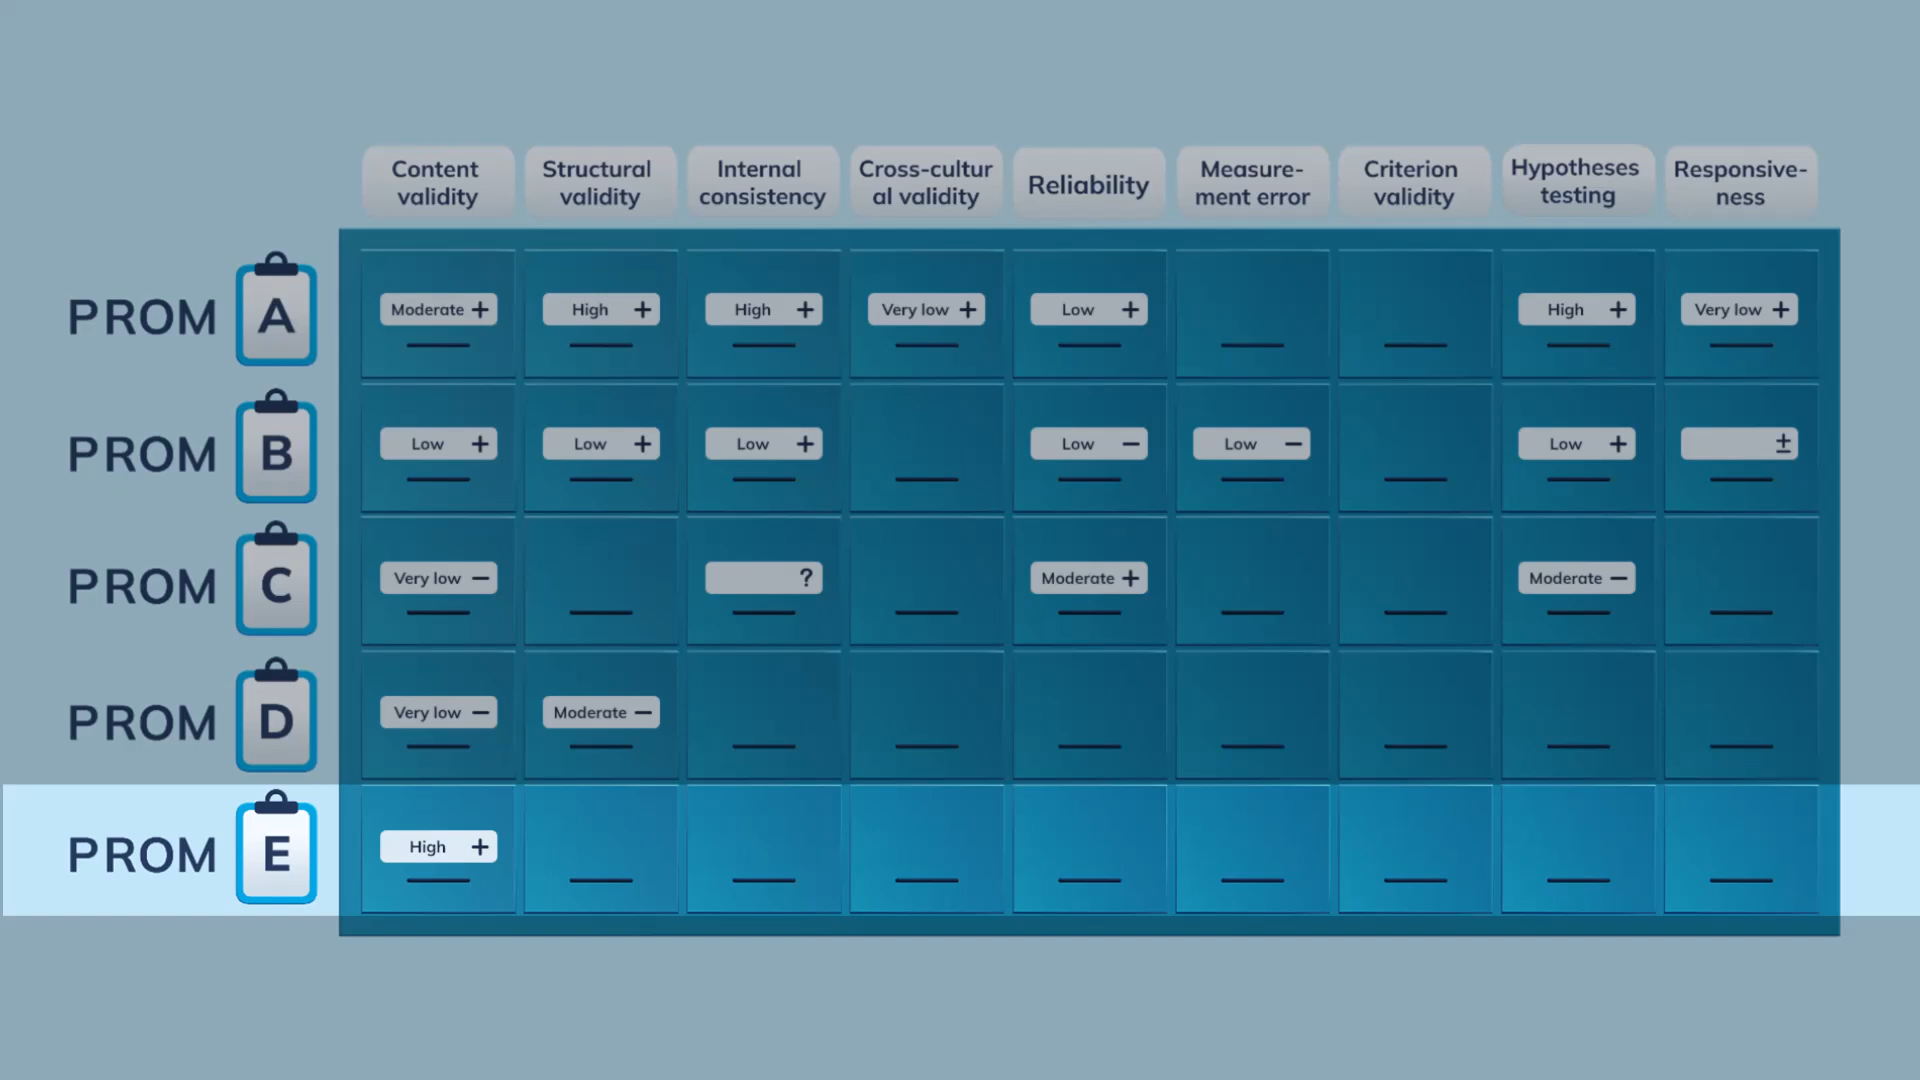 Content
validity
Structural
validity
Internal
consistency
Cross-cultur
al validity
Reliability
Measure-
ment error
Criterion
validity
Hypotheses
testing
Responsive-
ness
PROM A
Moderate +
High +
High +
Very low +
Low +
High +
Very low +
PROM B
Low +
Low +
Low +
Low −
Low −
Low +
±
PROM C
Very low −
?
Moderate +
Moderate −
PROM D
Very low −
Moderate −
PROM E
High +